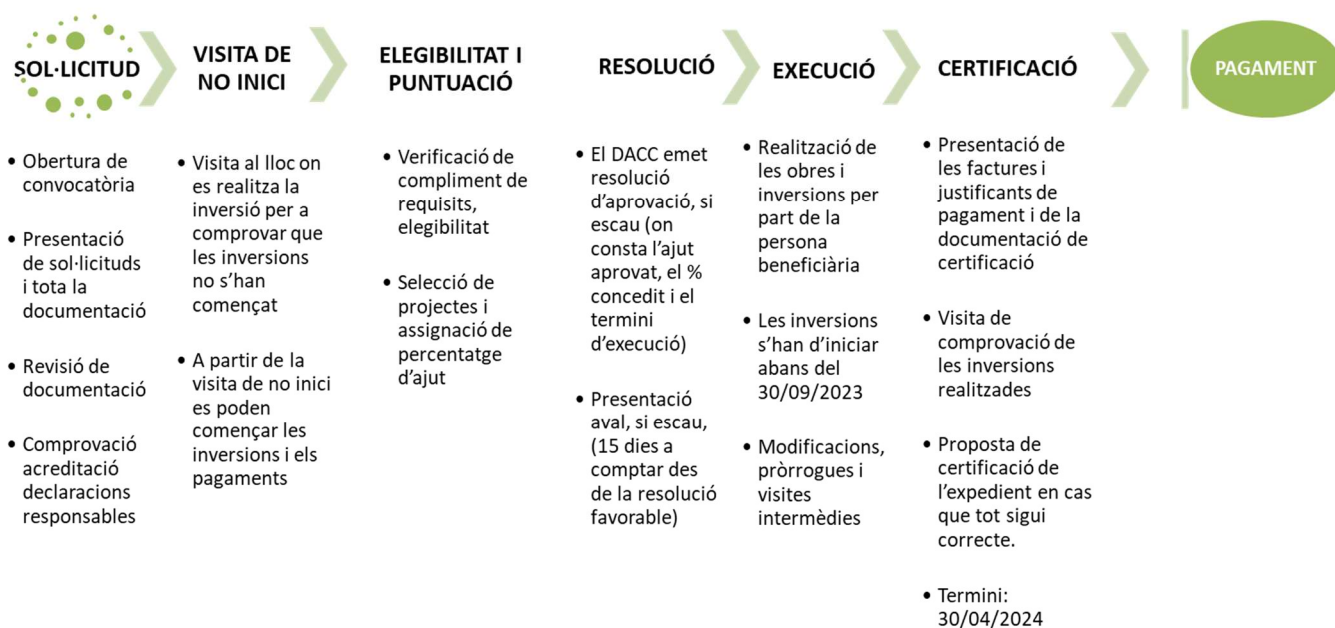 SOL·LICITUD
VISITA DE
NO INICI
ELEGIBILITAT I
PUNTUACIÓ
RESOLUCIÓ
EXECUCIÓ
CERTIFICACIÓ
PAGAMENT
• Obertura de
convocatòria
• Presentació
de sol·licituds
i tota la
documentació
• Revisió de
documentació
• Comprovació
acreditació
declaracions
responsables
• Visita al lloc on
es realitza la
inversió per a
comprovar que
les inversions
no s'han
començat
• A partir de la
visita de no inici
es poden
començar les
inversions i els
pagaments
• Verificació de
compliment de
requisits,
elegibilitat
• Selecció de
projectes i
assignació de
percentatge
d'ajut
• El DACC emet
resolució
d'aprovació, si
escau (on
consta l'ajut
aprovat, el %
concedit i el
termini
d'execució)
• Presentació
aval, si escau,
(15 dies a
comptar des
de la resolució
favorable)
• Realització de
les obres i
inversions per
part de la
persona
beneficiària
• Les inversions
s'han d'iniciar
abans del
30/09/2023
• Modificacions,
pròrrogues i
visites
intermèdies
• Presentació de
les factures i
justificants de
pagament i de la
documentació de
certificació
• Visita de
comprovació de
les inversions
realitzades
• Proposta de
certificació de
l'expedient en cas
que tot sigui
correcte.
• Termini:
30/04/2024